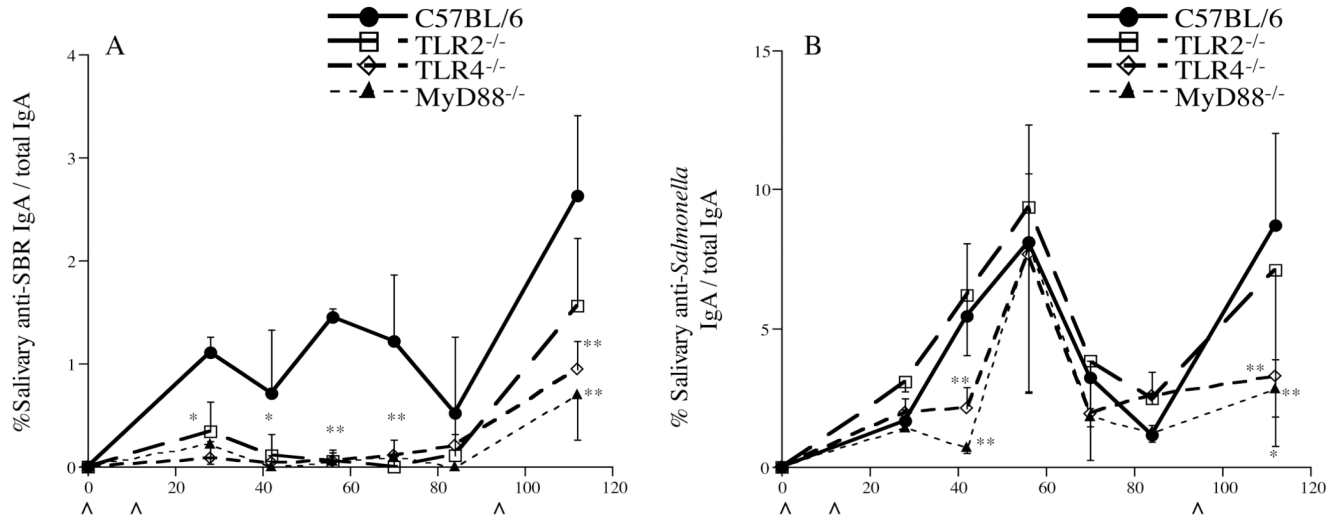 A
C57BL/6
TLR2-/-
TLR4-/-
MyD88-/-
%Salivary anti-SBR IgA / total IgA
4
3
2
1
0
* * ** ** ** **
0 20 40 60 80 100 120
^ ^ ^
B
C57BL/6
TLR2-/-
TLR4-/-
MyD88-/-
% Salivary anti-Salmonella
IgA / total IgA
15
10
5
0
** ** ** ** *
0 20 40 60 80 100 120
^ ^ ^